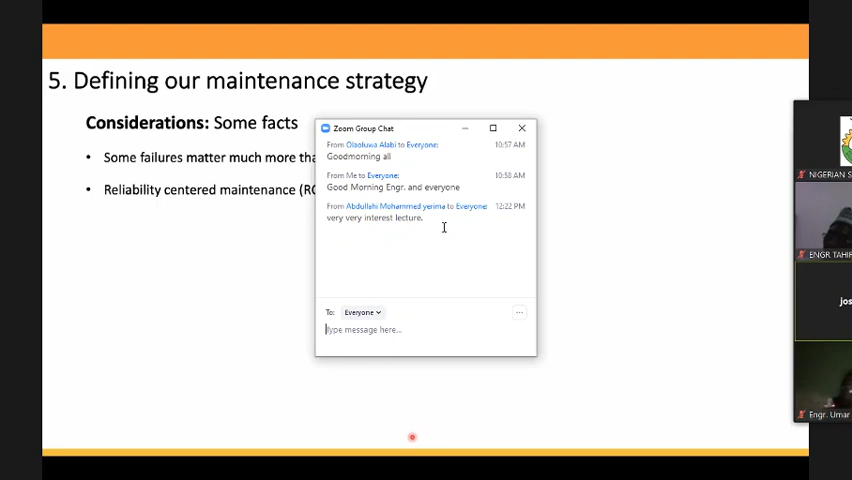 5. Defining our maintenance strategy
Considerations: Some facts
• Some failures matter much more tha
• Reliability centered maintenance (RC
Zoom Group Chat
From Olaoluwa Alabi to Everyone: 10:57 AM
Goodmorning all
From Me to Everyone: 10:58 AM
Good Morning Engr. and everyone
From Abdullahi Mohammed yerima to Everyone: 12:22 PM
very very interest lecture.
To: Everyone
Type message here...
NIGERIAN S
ENGR TAHIR
jos
Engr. Umar